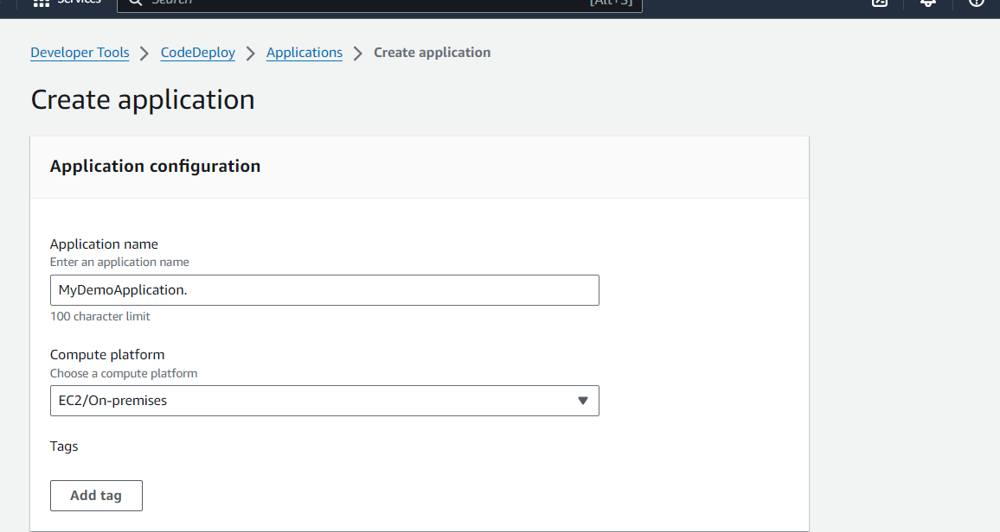 Services Search [Alt+S]
Developer Tools > CodeDeploy > Applications > Create application
Create application
Application configuration
Application name
Enter an application name
MyDemoApplication.
100 character limit
Compute platform
Choose a compute platform
EC2/On-premises
Tags
Add tag